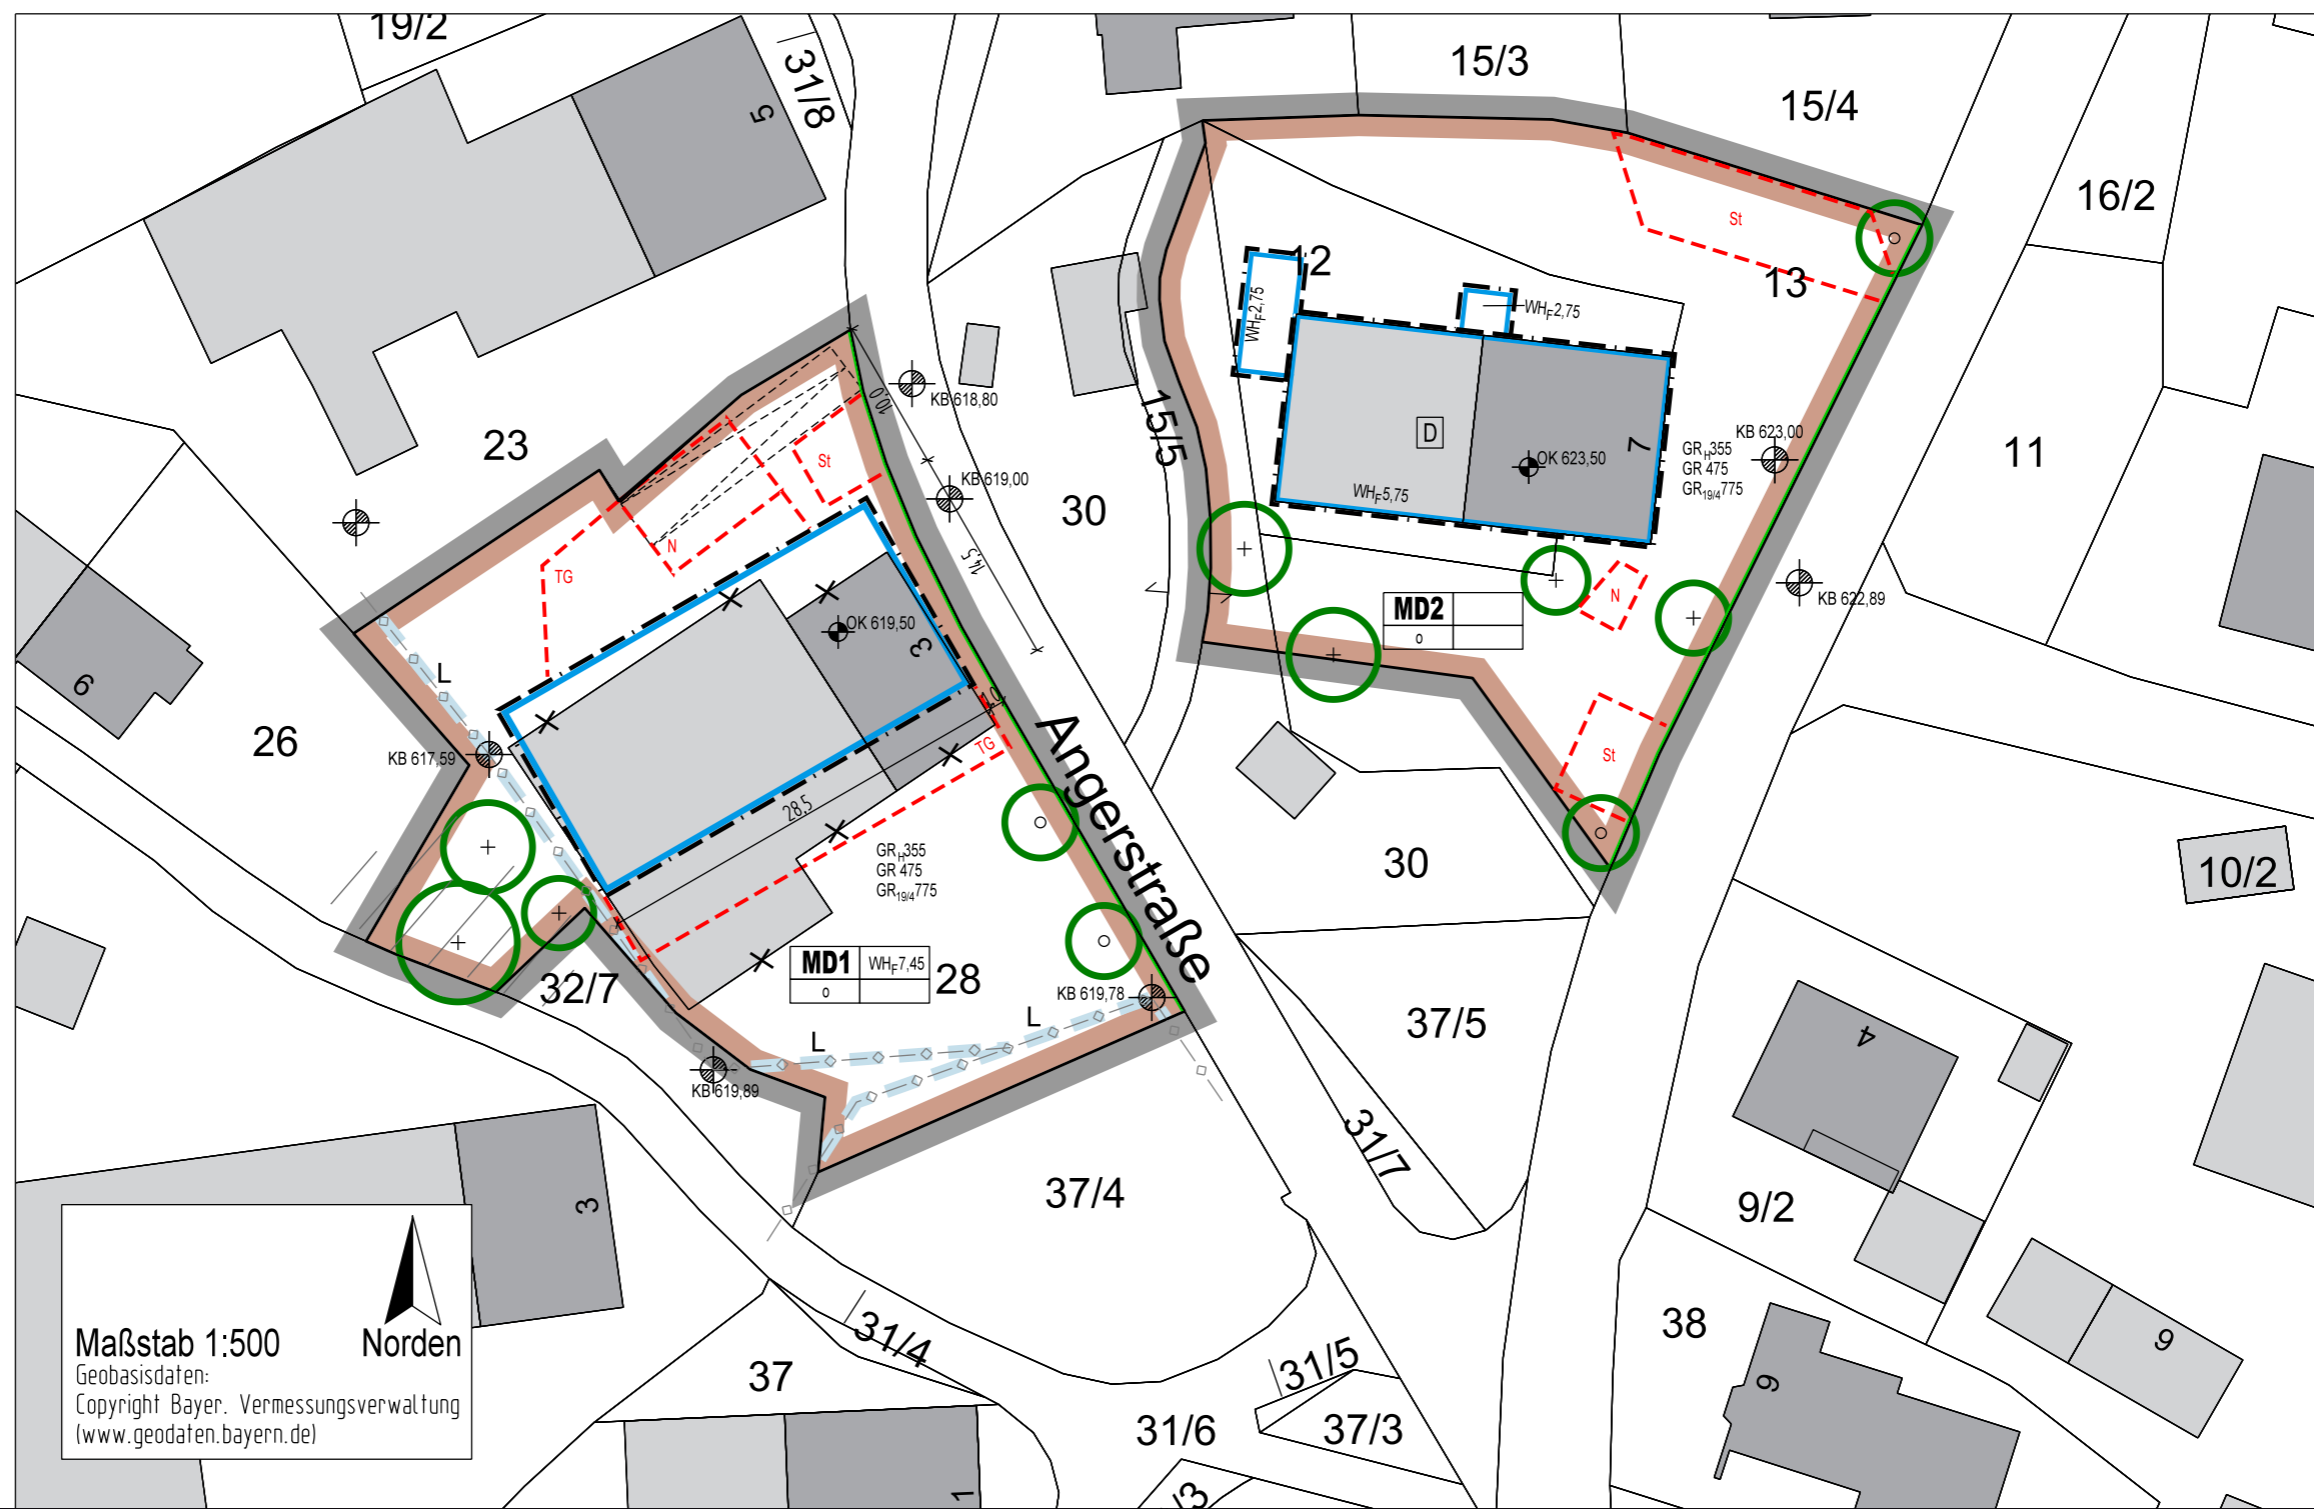 19/2
31/8
5
15/3
15/4
16/2
St
12
13
WHF2,75
WHF2,75
10,0
KB 618,80
23
St
KB 619,00
15/5
30
D
OK 623,50
7
KB 623,00
GRH355
GR 475
GR19/4775
11
WHF5,75
14,5
N
TG
OK 619,50
3
MD2
o
N
KB 622,89
L
6
26
KB 617,59
TG
28,5
Angerstraße
St
30
10/2
GRH355
GR 475
GR19/4775
MD1
WHF7,45
o
28
32/7
KB 619,78
L
L
37/5
4
KB 619,89
31/7
37/4
9/2
3
Maßstab 1:500
Norden
Geobasisdaten:
Copyright Bayer. Vermessungsverwaltung
(www.geodaten.bayern.de)
31/4
37
31/5
38
9
6
31/6
37/3
1
/3